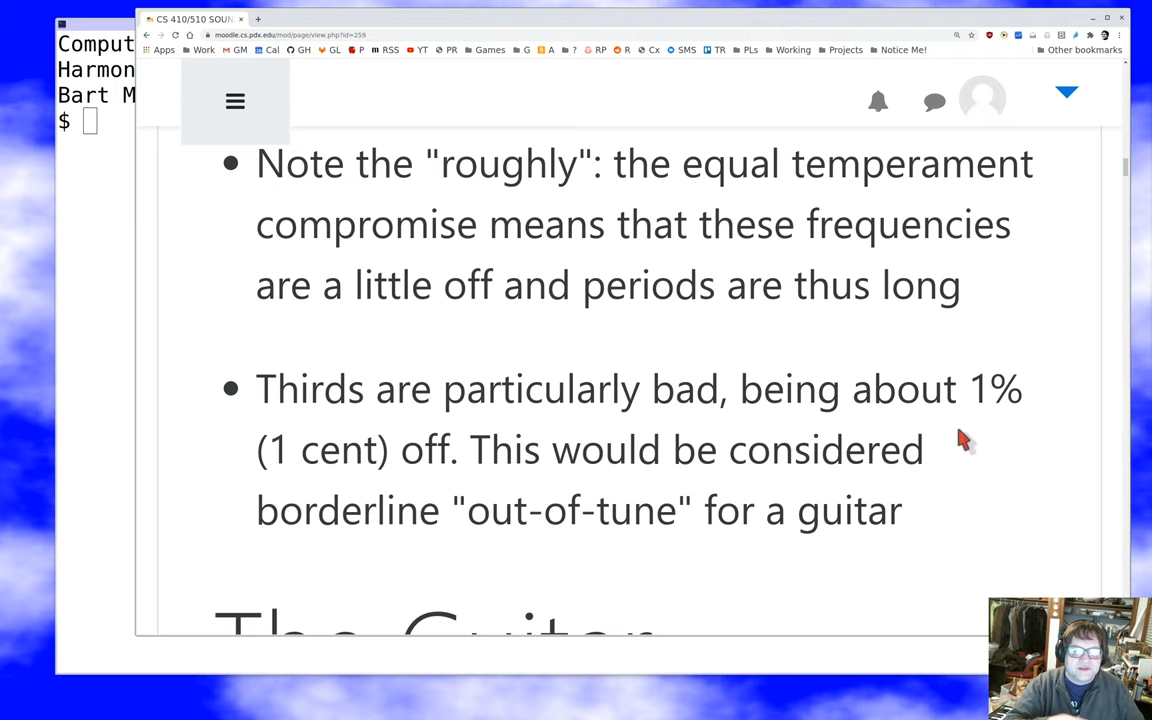 CS 410/510 SOUN
moodle.cs.pdx.edu/mod/page/view.php?id=259
Apps Work GM Cal GH GL P RSS YT PR Games G A ? RP R Cx SMS TR PLs Working Projects Notice Me! Other bookmarks
Comput
Harmon
Bart M
$
• Note the "roughly": the equal temperament
compromise means that these frequencies
are a little off and periods are thus long
• Thirds are particularly bad, being about 1%
(1 cent) off. This would be considered
borderline "out-of-tune" for a guitar
The Guitar